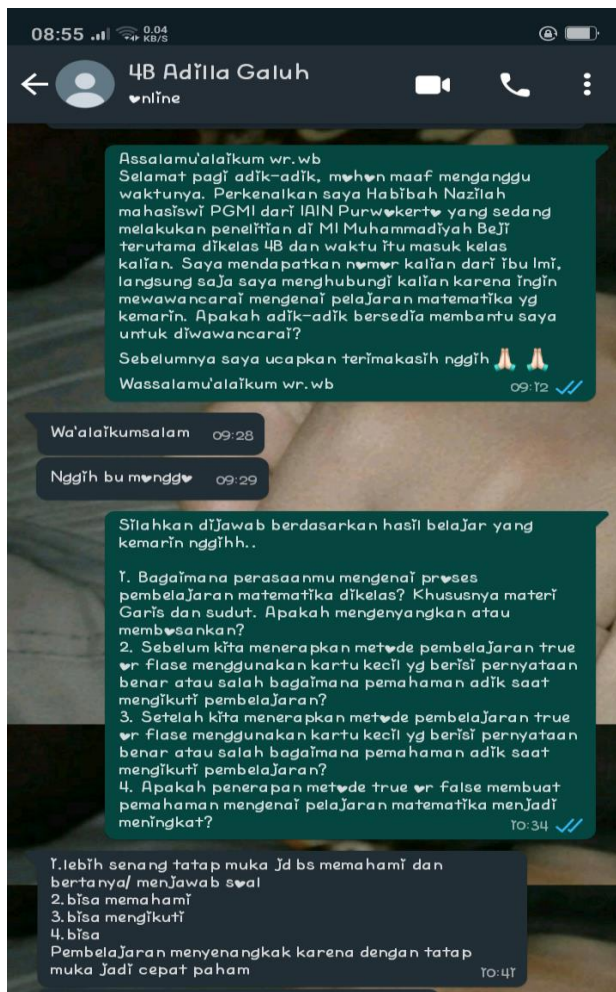 08:55 0.04 KB/S
4B Adilla Galuh
online
Assalamu'alaikum wr.wb
Selamat pagi adik-adik, mohon maaf menganggu
waktunya. Perkenalkan saya Habibah Nazilah
mahasiswi PGMI dari IAIN Purwokerto yang sedang
melakukan penelitian di MI Muhammadiyah Beji
terutama dikelas 4B dan waktu itu masuk kelas
kalian. Saya mendapatkan nomor kalian dari ibu Imi,
langsung saja saya menghubungi kalian karena ingin
mewawancarai mengenai pelajaran matematika yg
kemarin. Apakah adik-adik bersedia membantu saya
untuk diwawancarai?
Sebelumnya saya ucapkan terimakasih nggih 🙏🏻 🙏🏻
Wassalamu'alaikum wr.wb 09:12
Wa'alaikumsalam 09:28
Nggih bu monggo 09:29
Silahkan dijawab berdasarkan hasil belajar yang
kemarin nggihh..
1. Bagaimana perasaanmu mengenai proses
pembelajaran matematika dikelas? Khususnya materi
Garis dan sudut. Apakah mengenyangkan atau
membosankan?
2. Sebelum kita menerapkan metode pembelajaran true
or flase menggunakan kartu kecil yg berisi pernyataan
benar atau salah bagaimana pemahaman adik saat
mengikuti pembelajaran?
3. Setelah kita menerapkan metode pembelajaran true
or flase menggunakan kartu kecil yg berisi pernyataan
benar atau salah bagaimana pemahaman adik saat
mengikuti pembelajaran?
4. Apakah penerapan metode true or false membuat
pemahaman mengenai pelajaran matematika menjadi
meningkat? 10:34
1.lebih senang tatap muka jd bs memahami dan
bertanya/ menjawab soal
2.bisa memahami
3.bisa mengikuti
4.bisa
Pembelajaran menyenangkak karena dengan tatap
muka jadi cepat paham 10:41